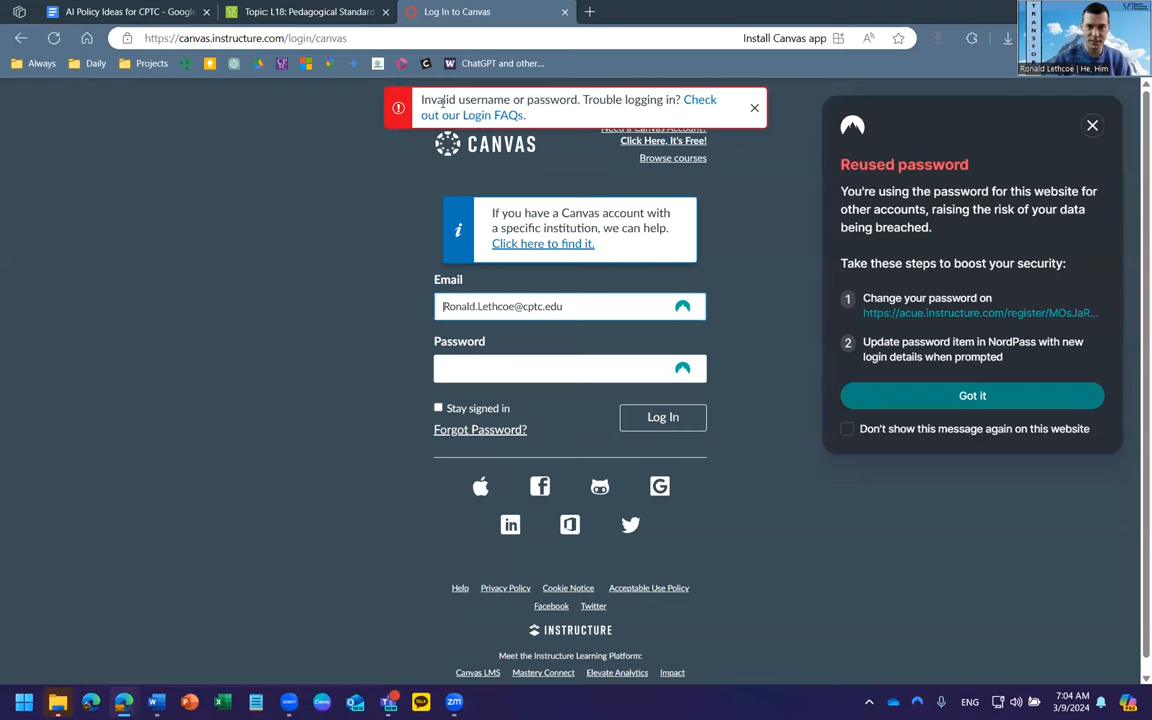 AI Policy Ideas for CPTC - Google
Topic: L18: Pedagogical Standard
Log In to Canvas
https://canvas.instructure.com/login/canvas
Install Canvas app
Always
Daily
Projects
ChatGPT and other...
TRANSFOR
Ronald Lethcoe | He, Him
Invalid username or password. Trouble logging in? Check
out our Login FAQs.
Need a Canvas Account?
Click Here, It's Free!
CANVAS
Browse courses
If you have a Canvas account with
a specific institution, we can help.
Click here to find it.
Email
Ronald.Lethcoe@cptc.edu
Password
Stay signed in
Forgot Password?
Log In
Reused password
You're using the password for this website for
other accounts, raising the risk of your data
being breached.
Take these steps to boost your security:
1 Change your password on
https://acue.instructure.com/register/MOsJaR...
2 Update password item in NordPass with new
login details when prompted
Got it
Don't show this message again on this website
Help Privacy Policy Cookie Notice Acceptable Use Policy
Facebook Twitter
INSTRUCTURE
Meet the Instructure Learning Platform:
Canvas LMS Mastery Connect Elevate Analytics Impact
ENG
7:04 AM
3/9/2024